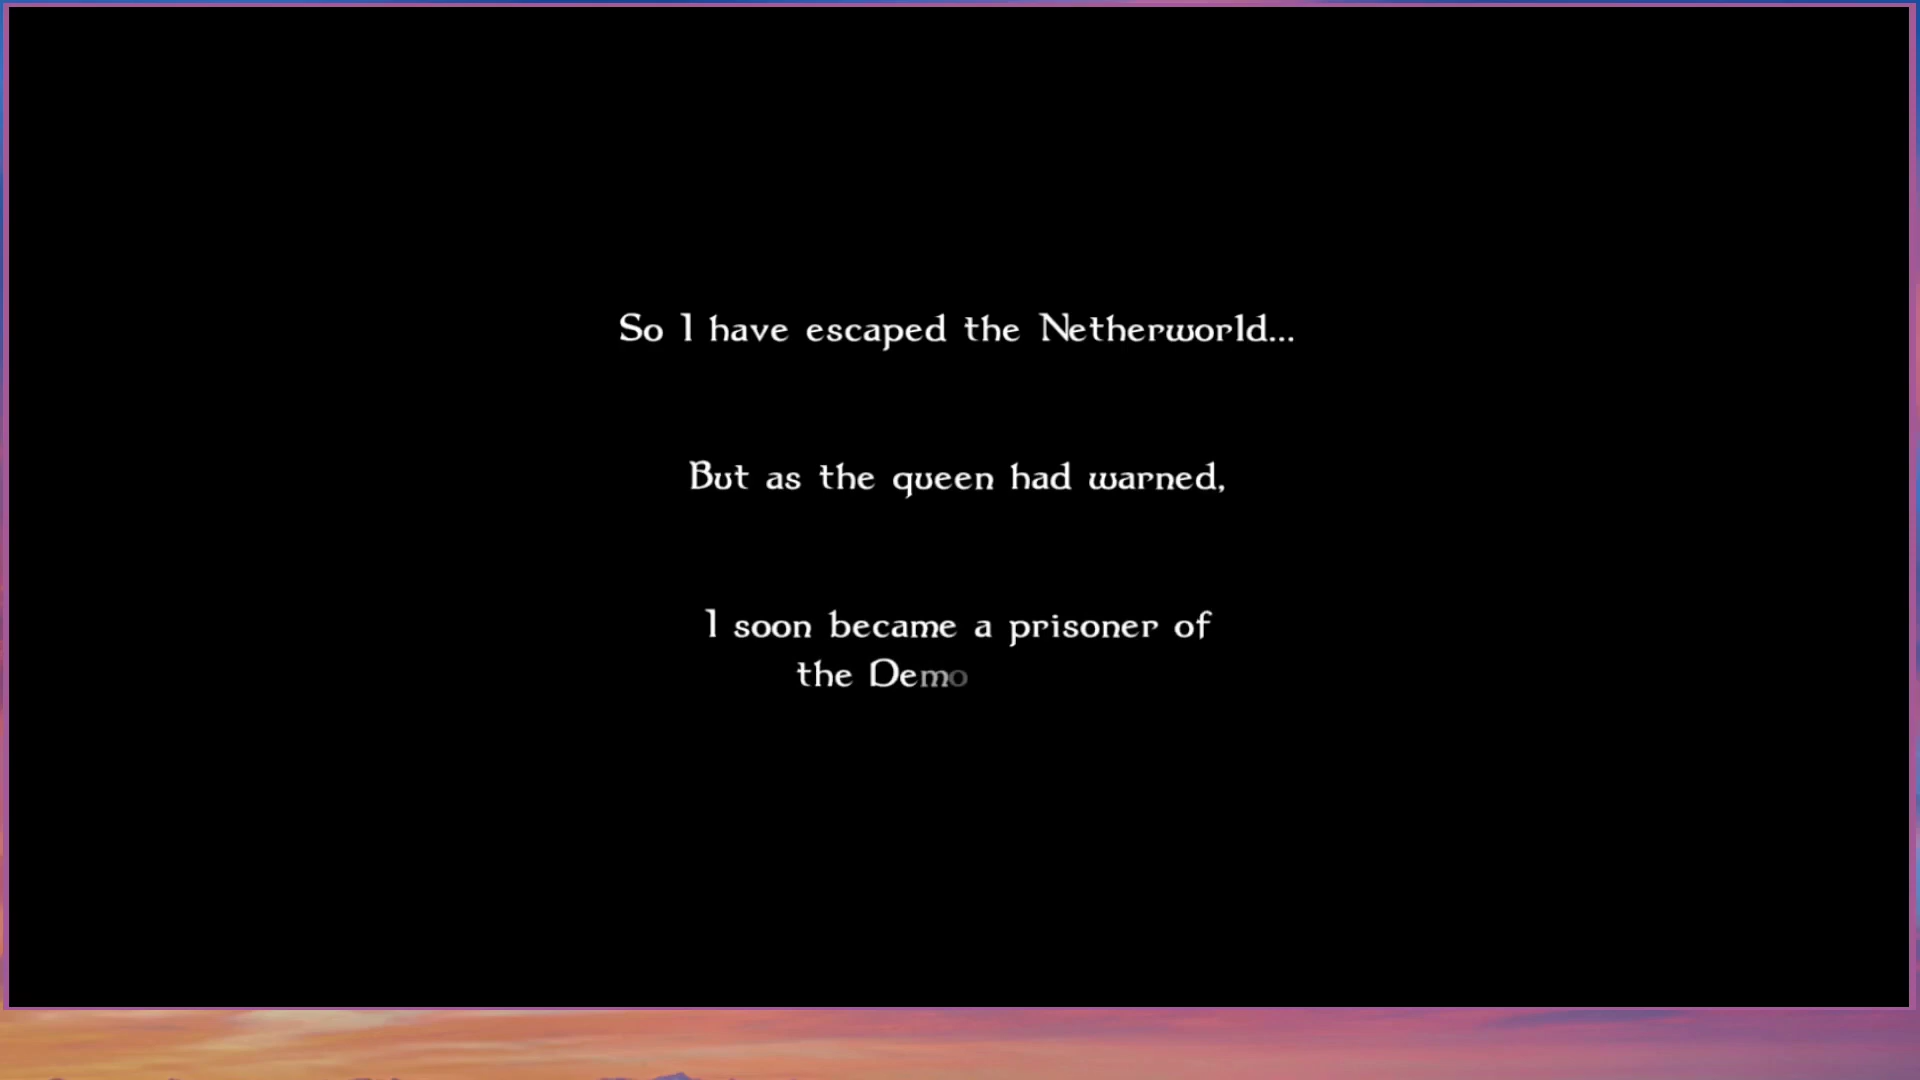 So I have escaped the Netherworld...
But as the queen had warned,
I soon became a prisoner of
the Demo